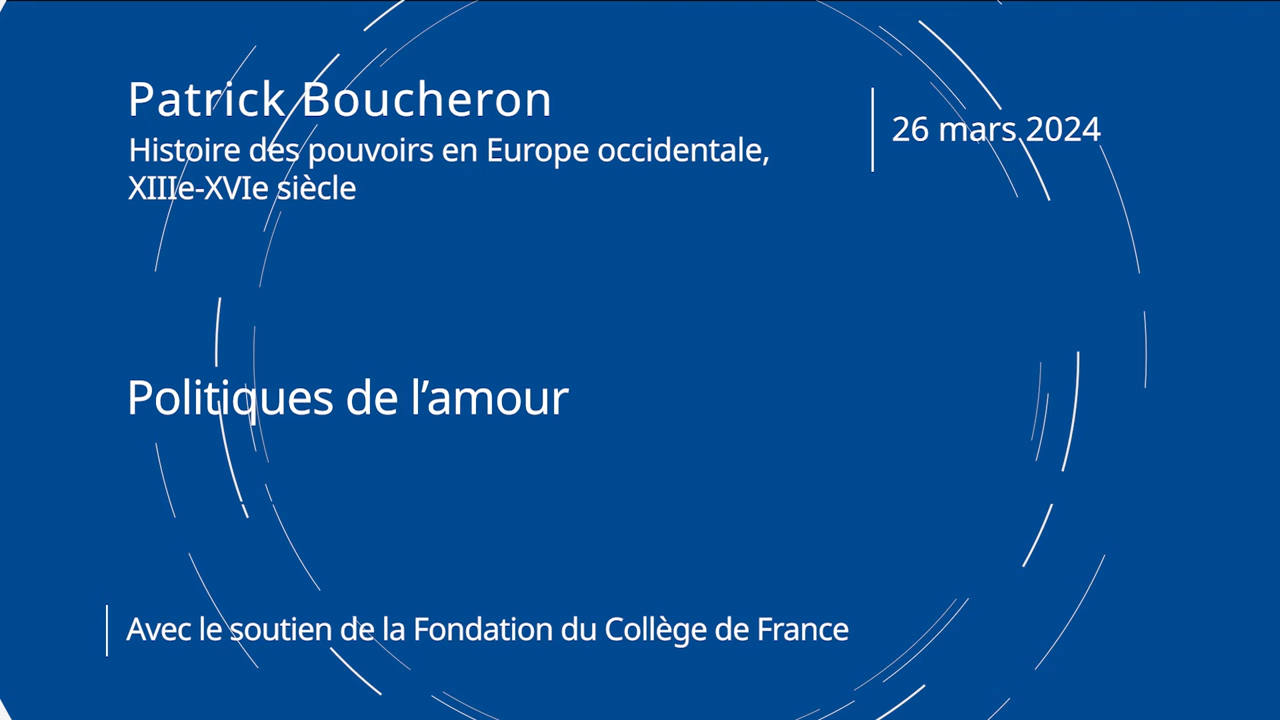 Patrick Boucheron
Histoire des pouvoirs en Europe occidentale,
XIIIe-XVIe siècle
26 mars 2024
Politiques de l’amour
Avec le soutien de la Fondation du Collège de France